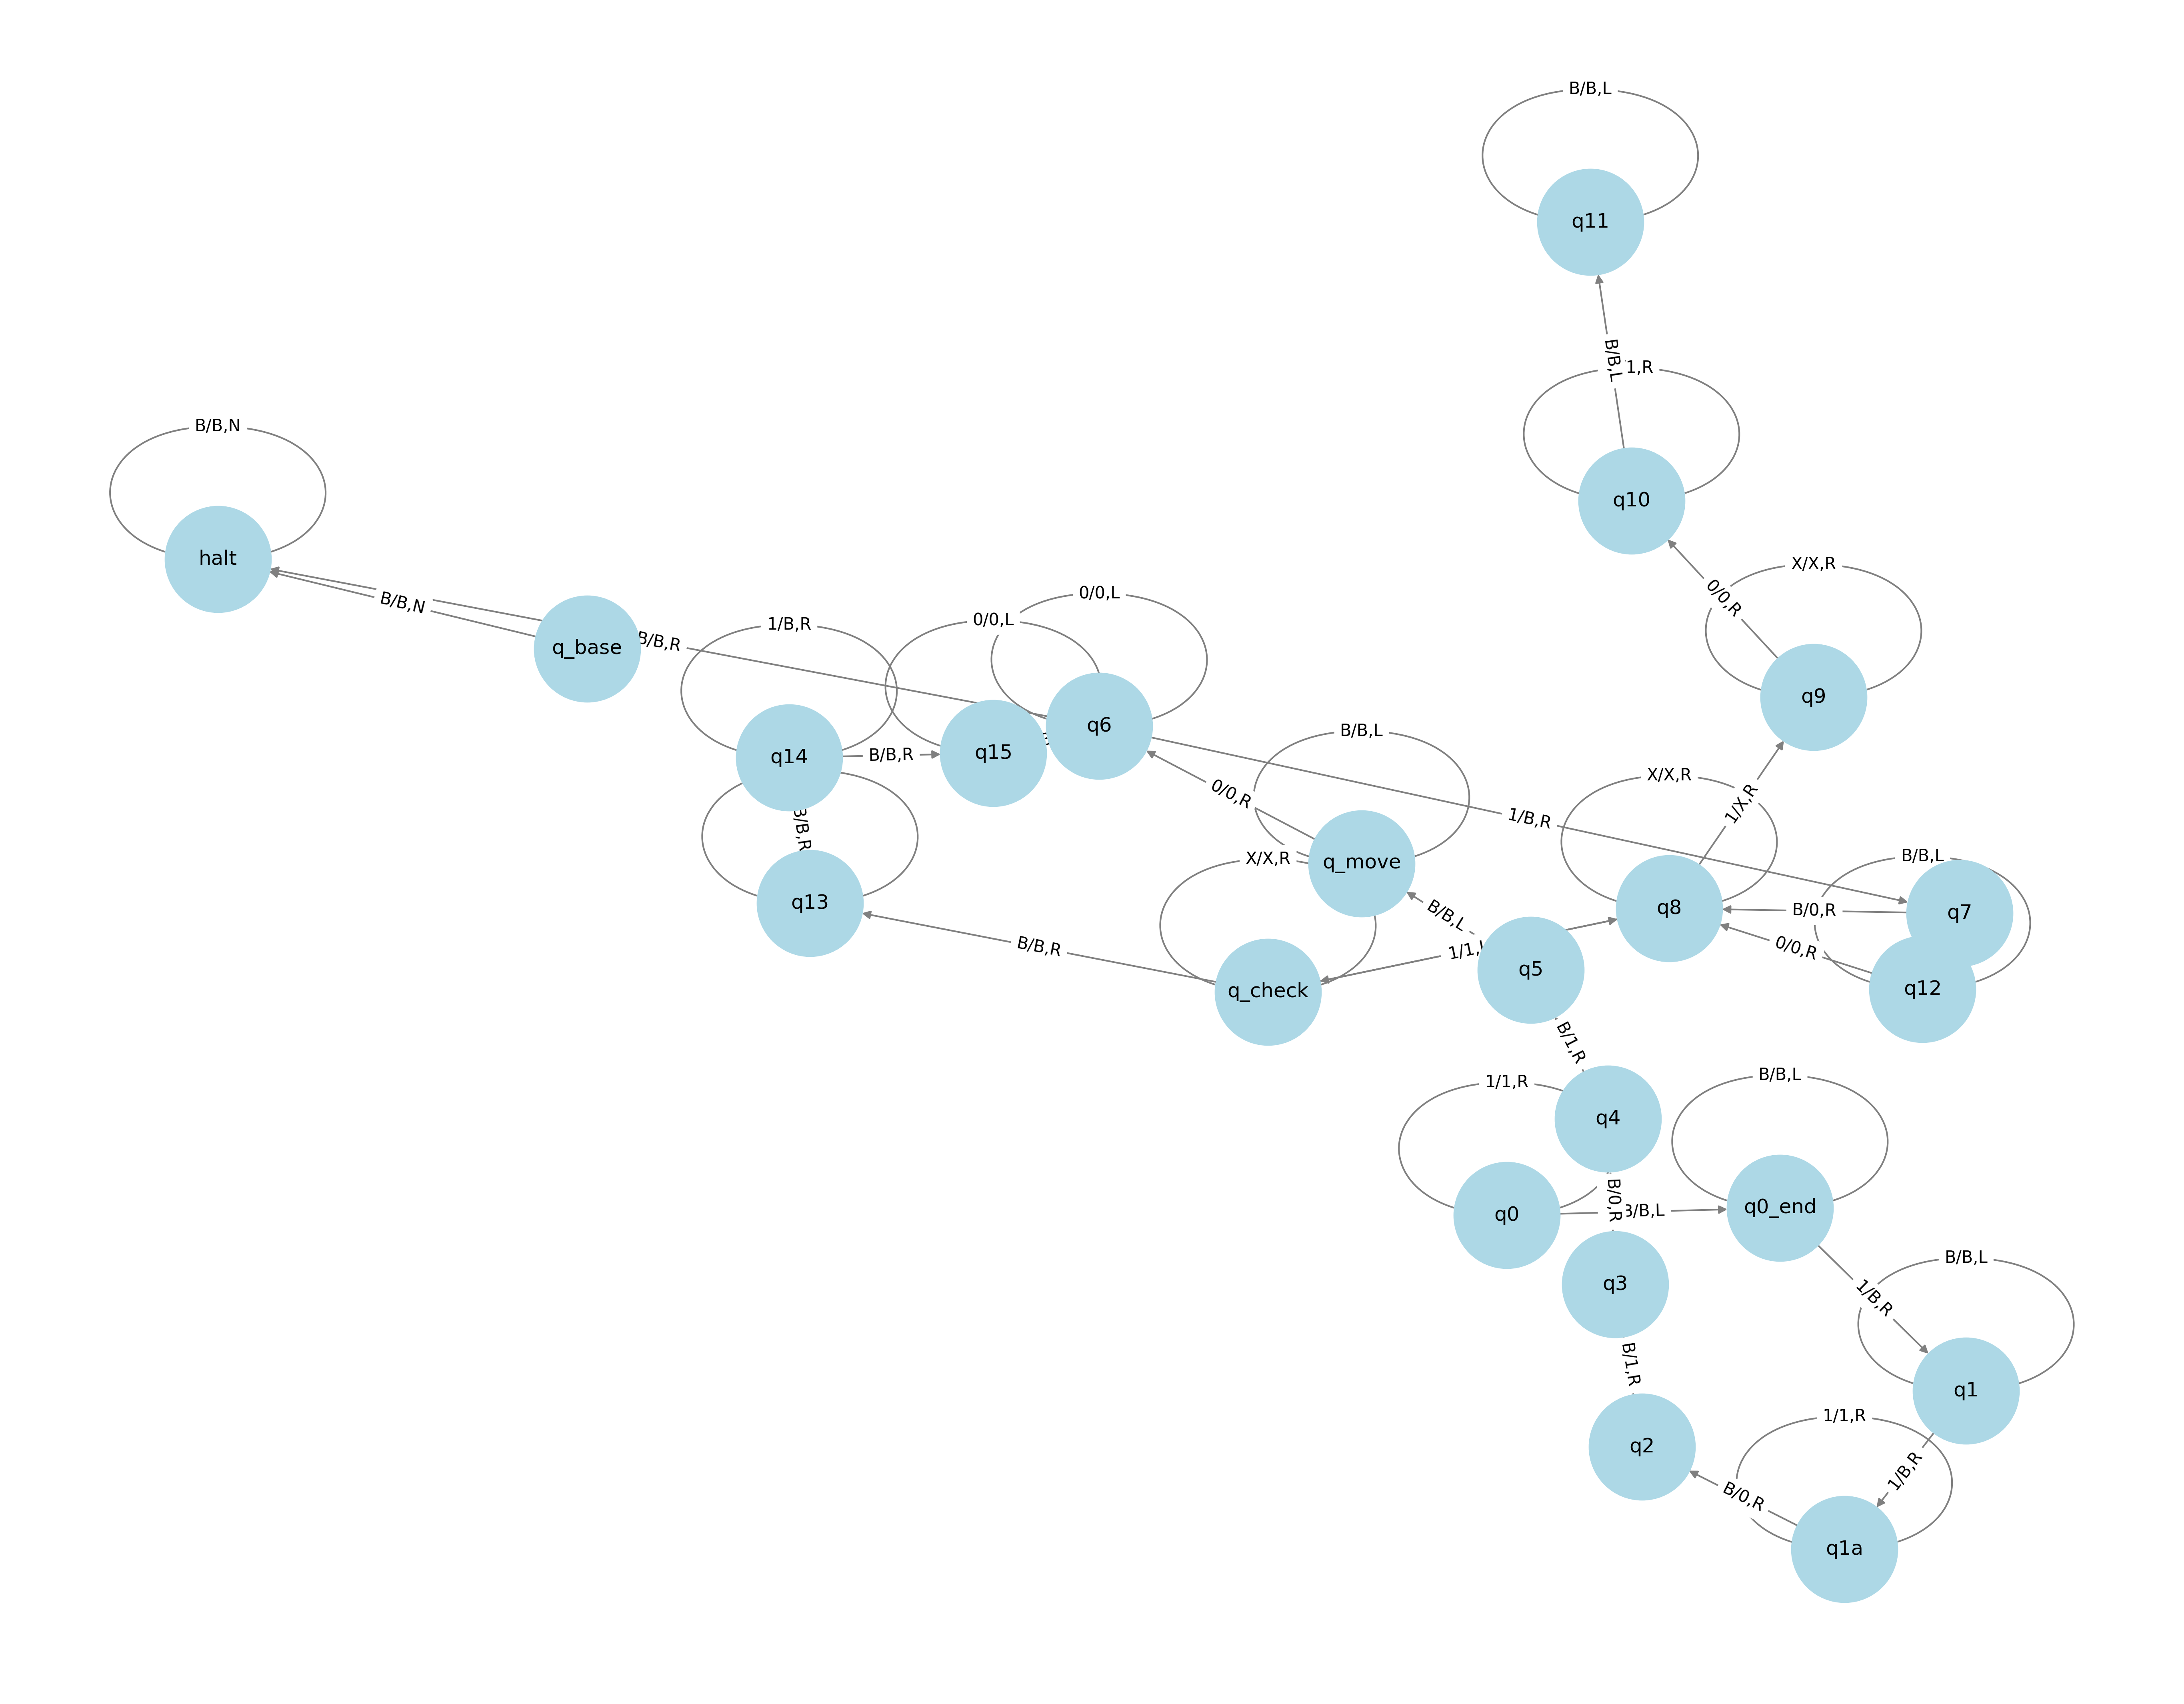 B/B,L
q11
B/B,L
1,R
B/B,N
q10
halt
X/X,R
0/0,R
B/B,N
0/0,L
0/0,L
1/B,R
B/B,R
q_base
q9
q6
B/B,L
q14
B/B,R
q15
0/0,R
X/X,R
1/X,R
1/B,R
B/B,R
q_move
X/X,R
B/B,L
q13
q8
B/0,R
q7
B/B,L
B/B,R
1/1,
0/0,R
q_check
q5
q12
B/1,R
1/1,R
B/B,L
q4
B/0,R
B/B,L
q0
q0_end
B/B,L
q3
1/B,R
B/1,R
q1
1/1,R
q2
1/B,R
B/0,R
q1a